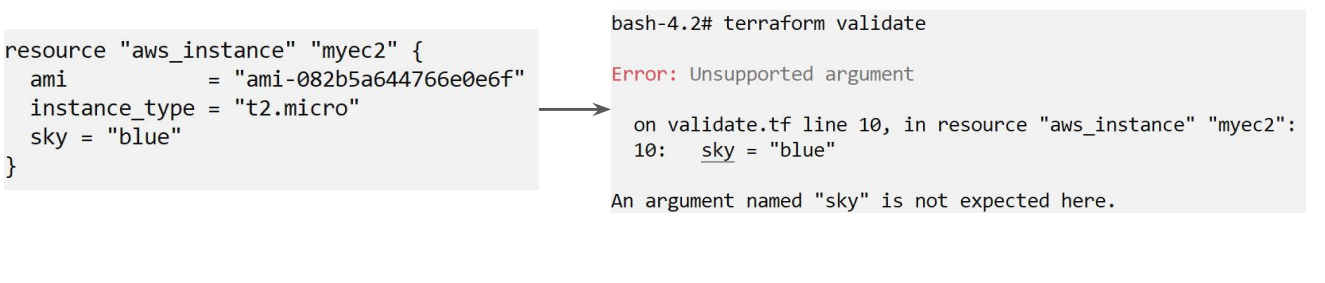 resource "aws_instance" "myec2" {
  ami           = "ami-082b5a644766e0e6f"
  instance_type = "t2.micro"
  sky = "blue"
}
bash-4.2# terraform validate
Error: Unsupported argument
  on validate.tf line 10, in resource "aws_instance" "myec2":
  10:   sky = "blue"
An argument named "sky" is not expected here.